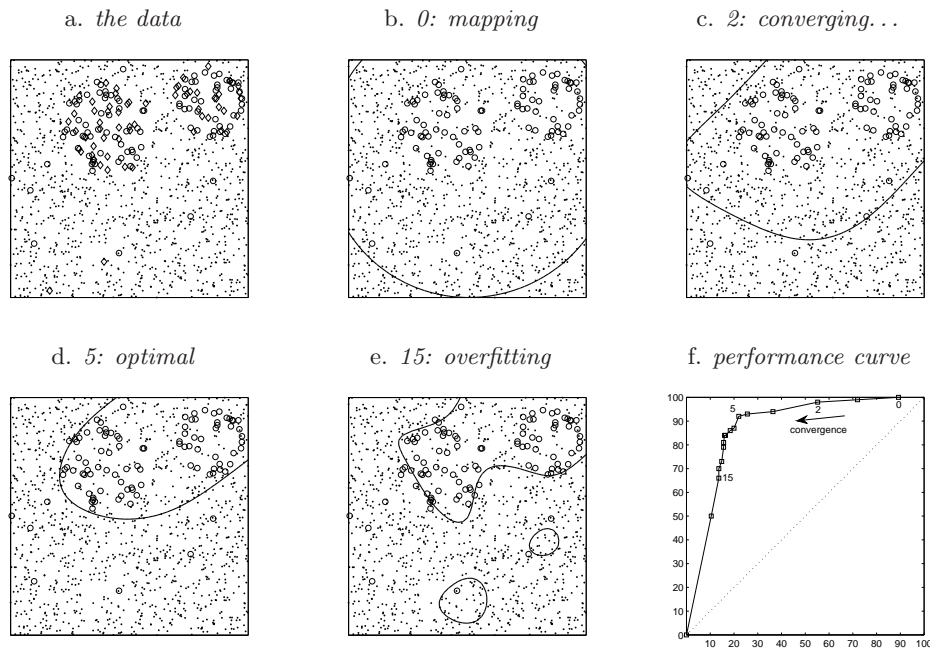 a. the data
b. 0: mapping
c. 2: converging. . .
d. 5: optimal
e. 15: overfitting
f. performance curve
100
90
80
70
60
50
40
30
20
10
0
10 20 30 40 50 60 70 80 90 100
5
2
0
convergence
15